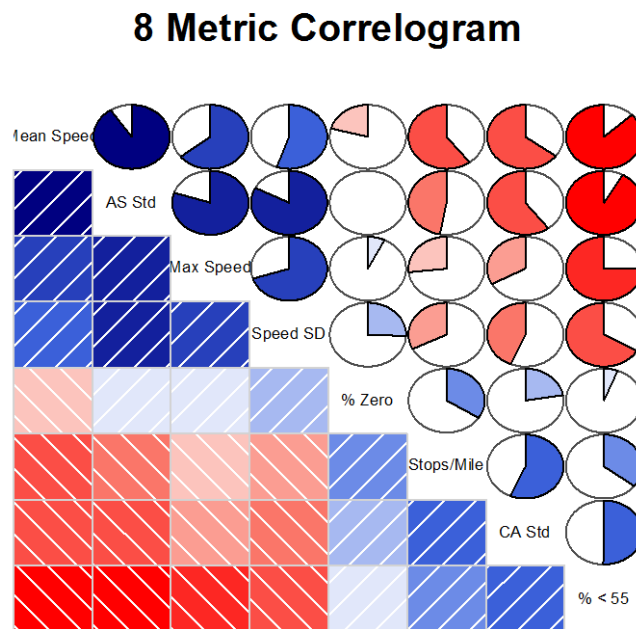 8 Metric Correlogram
Mean Speed
AS Std
Max Speed
Speed SD
% Zero
Stops/Mile
CA Std
% < 55